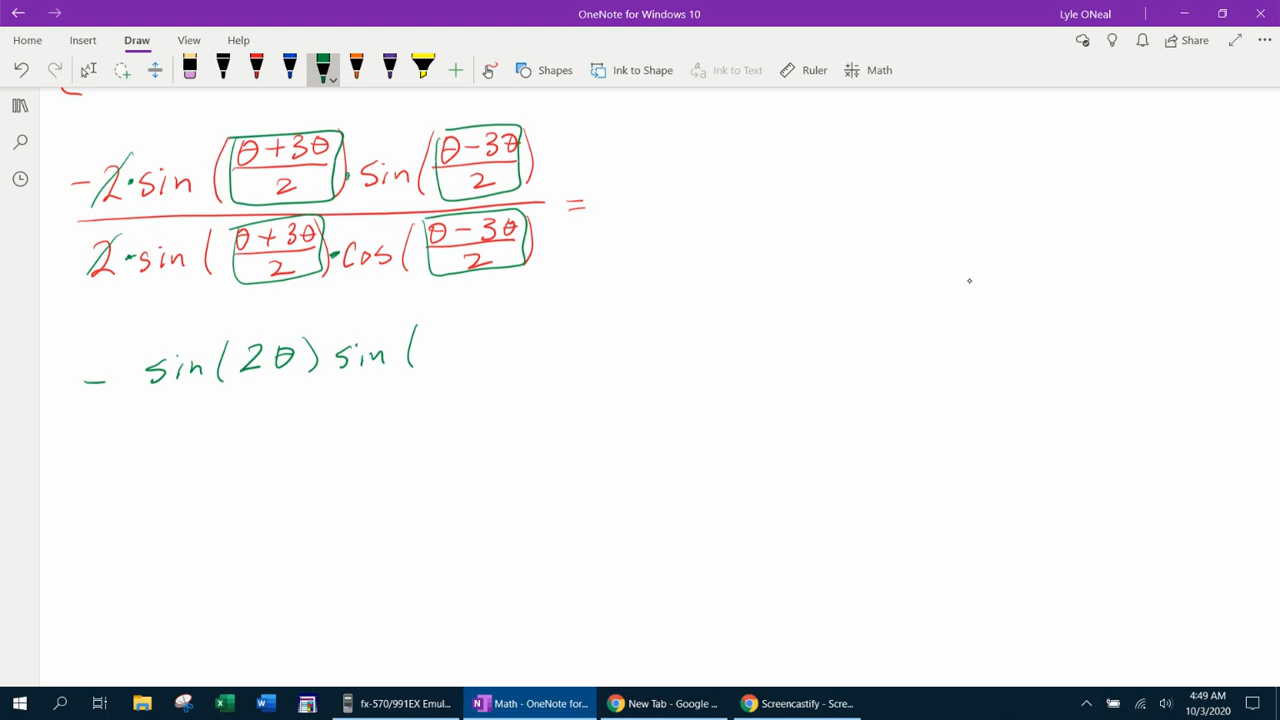 OneNote for Windows 10
Lyle ONeal
Home Insert Draw View Help
Share
Shapes Ink to Shape Ink to Text Ruler Math
-2·sin(θ+3θ/2)·sin(θ-3θ/2)
=
2·sin(θ+3θ/2)·cos(θ-3θ/2)
- sin(2θ)sin(
fx-570/991EX Emul... Math - OneNote for... New Tab - Google ... Screencastify - Scre...
4:49 AM
10/3/2020